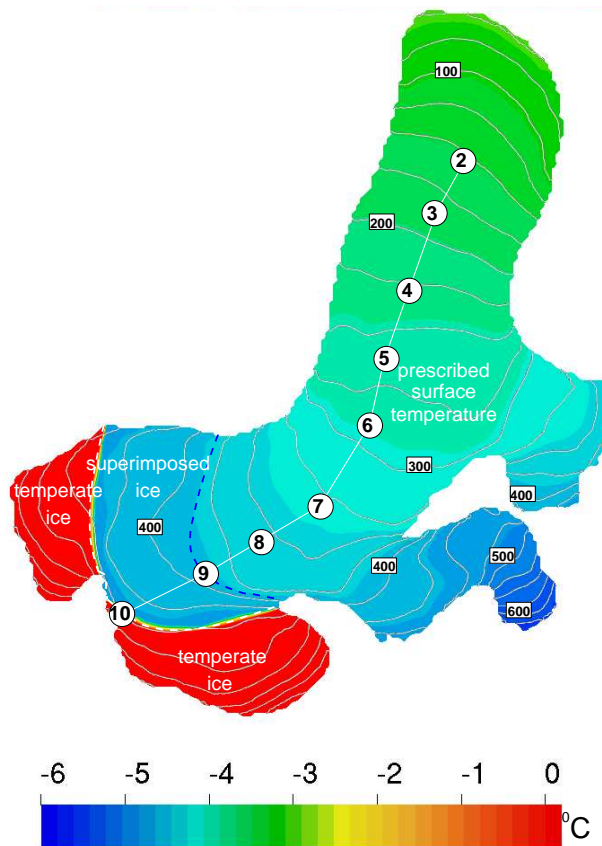 100
2
3
200
4
5
prescribed
surface
temperature
6
superimposed
ice
temperate
ice
300
400
400
7
8
400
500
9
10
600
temperate
ice
-6 -5 -4 -3 -2 -1 0
⁰C